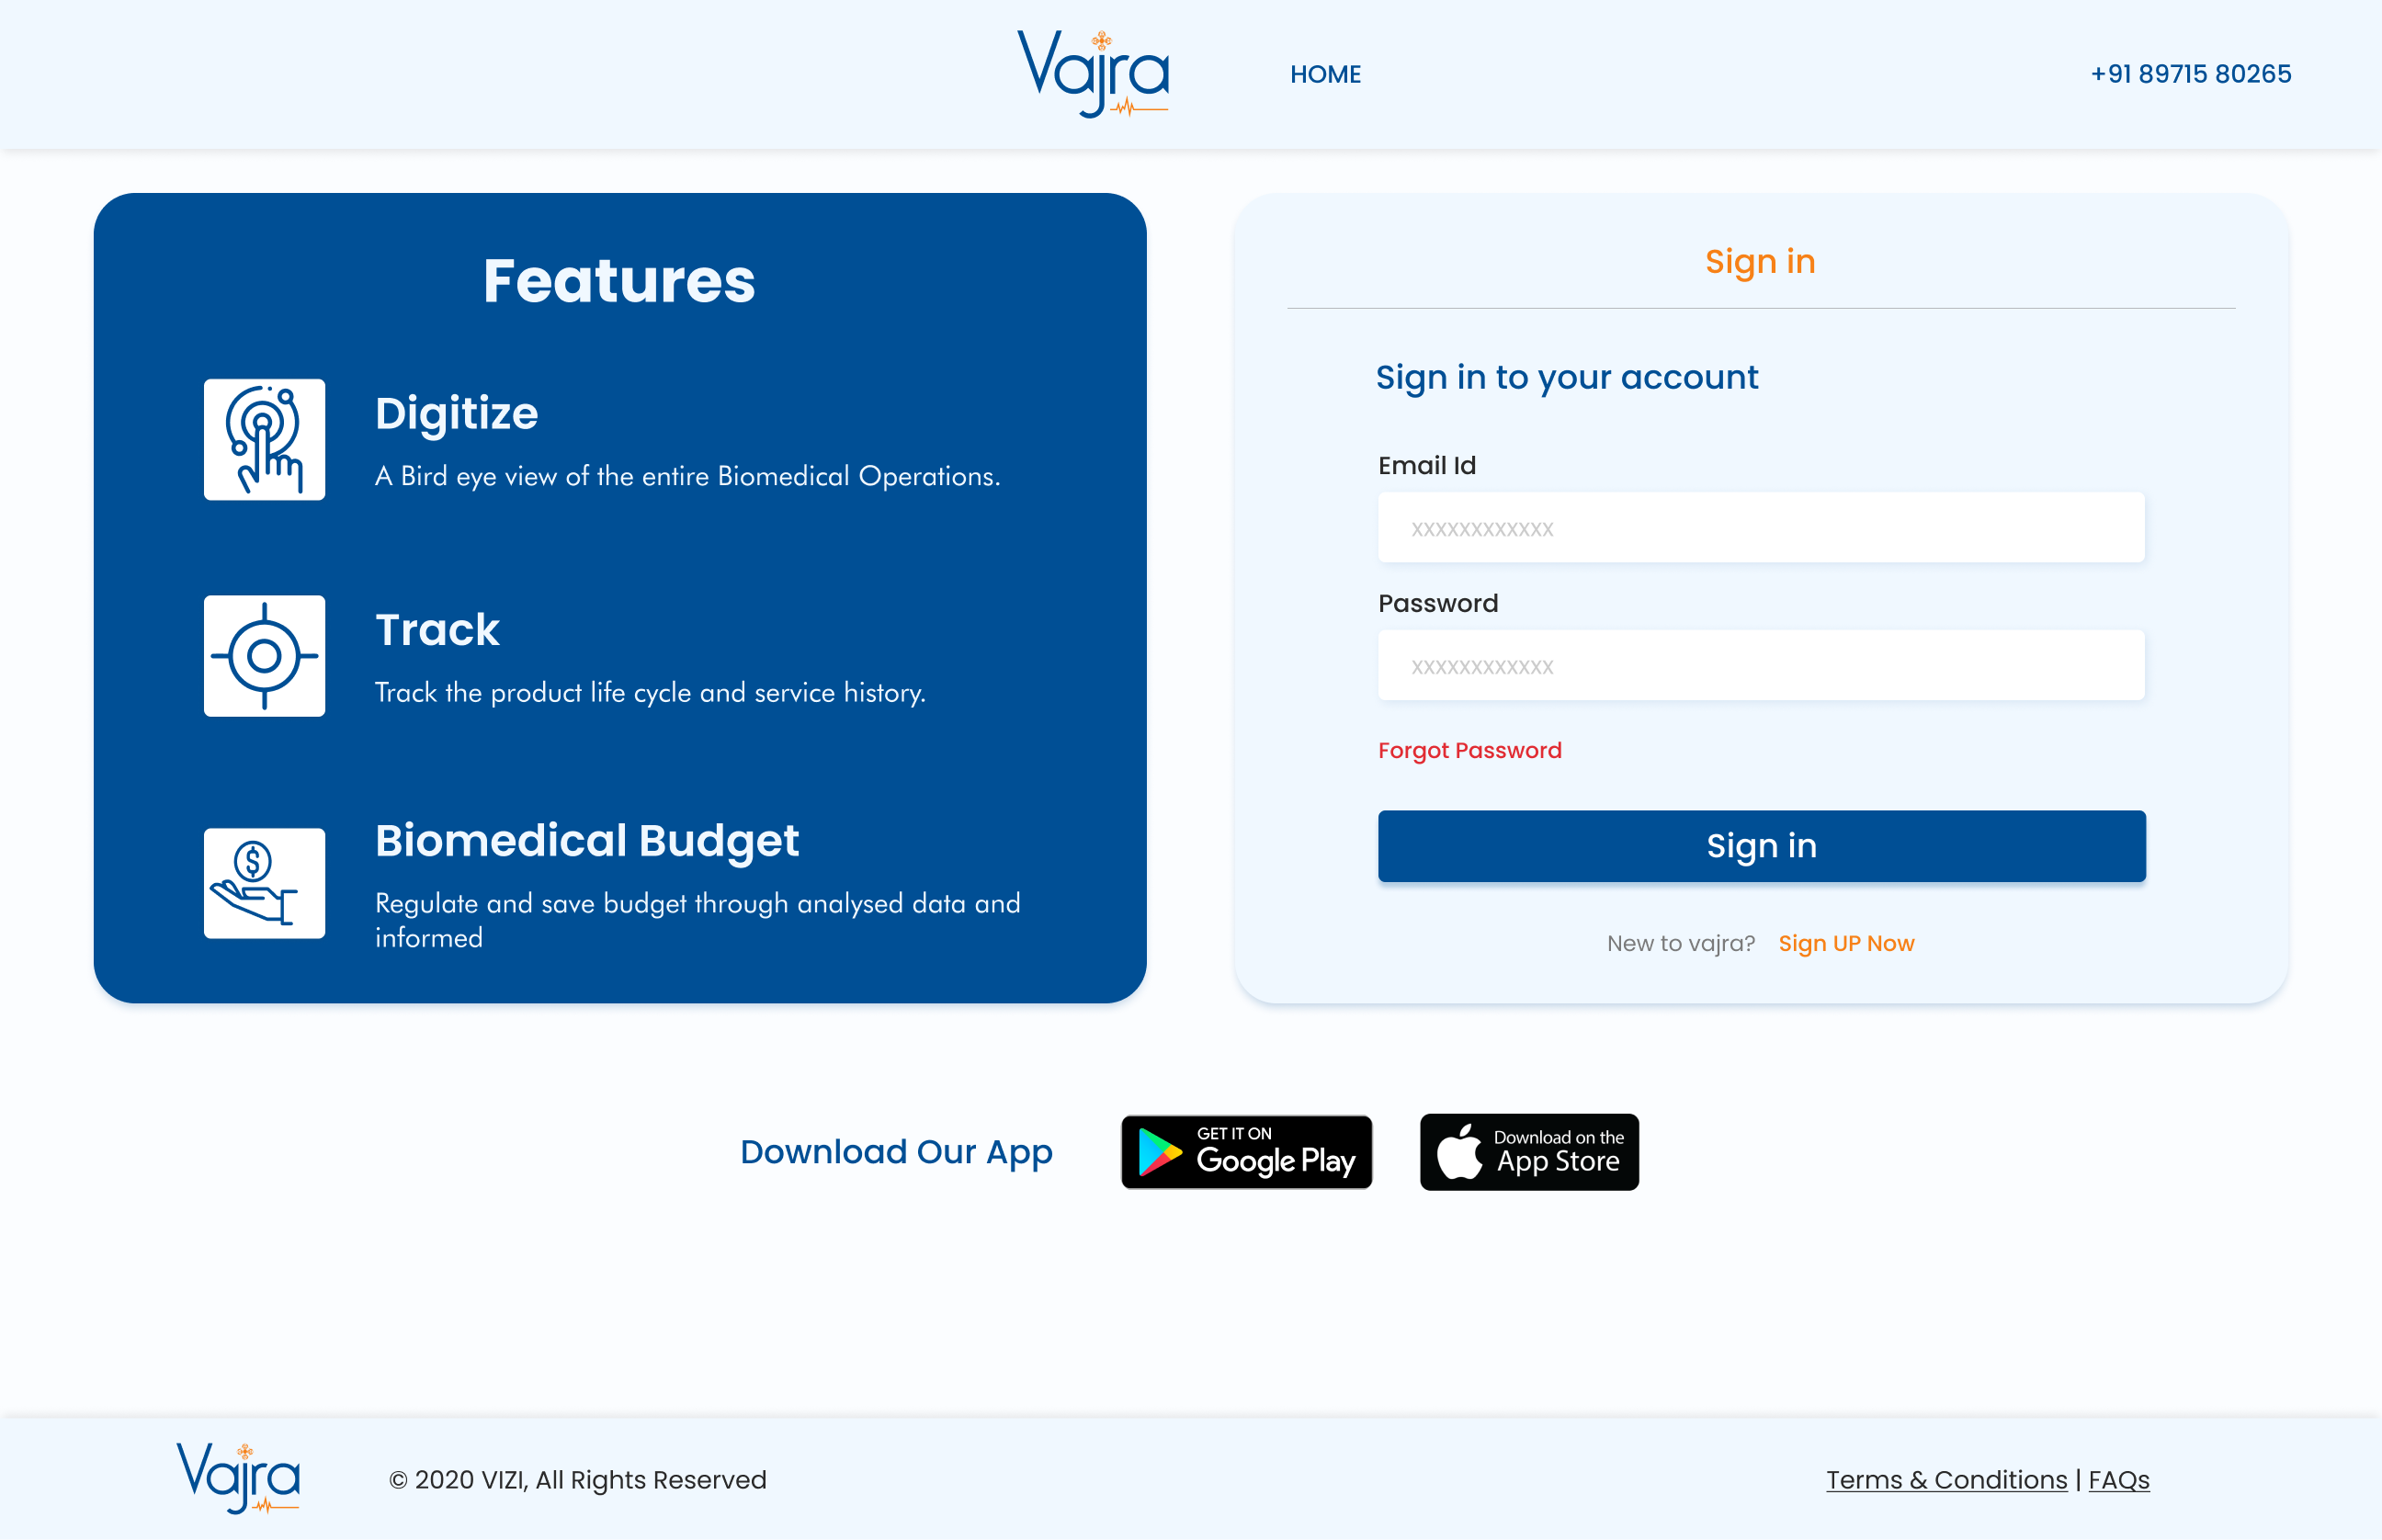 Vajra
HOME
+91 89715 80265
Features
Digitize
A Bird eye view of the entire Biomedical Operations.
Track
Track the product life cycle and service history.
Biomedical Budget
Regulate and save budget through analysed data and
informed
Sign in
Sign in to your account
Email Id
xxxxxxxxxxxx
Password
xxxxxxxxxxxx
Forgot Password
Sign in
New to vajra? Sign UP Now
Download Our App
GET IT ON
Google Play
Download on the
App Store
Vajra
© 2020 VIZI, All Rights Reserved
Terms & Conditions | FAQs